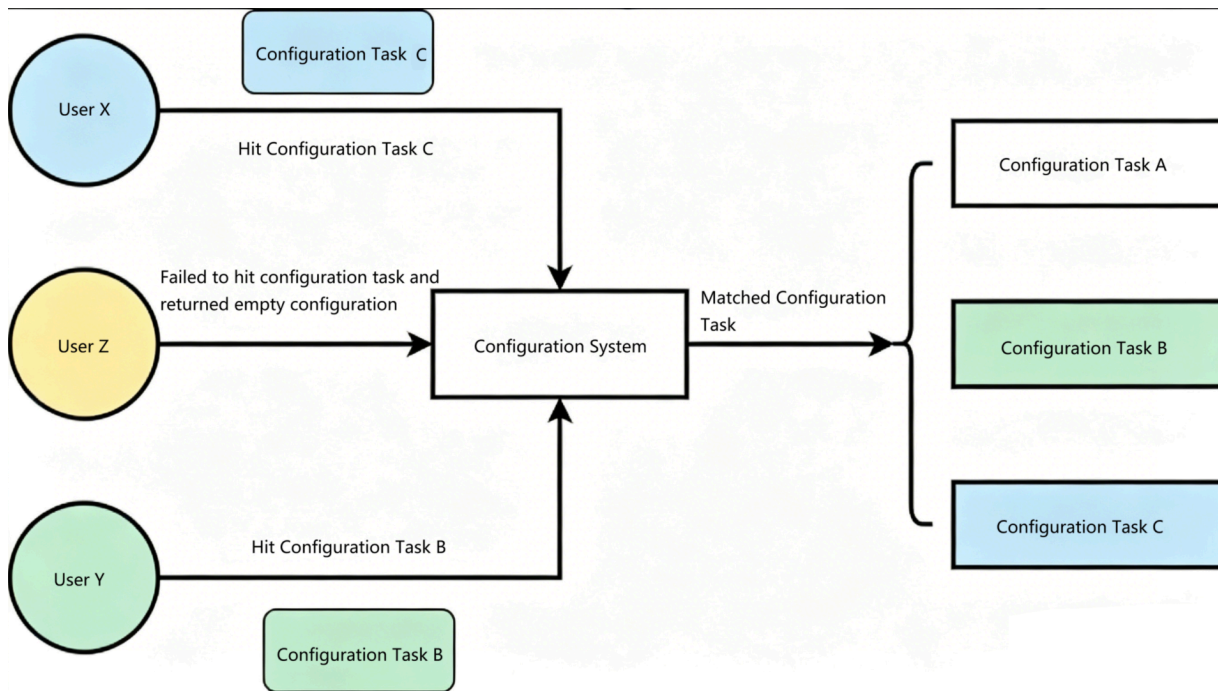 Configuration Task C
User X
Hit Configuration Task C
Configuration Task A
Failed to hit configuration task and
returned empty configuration
User Z
Configuration System
Matched Configuration
Task
Configuration Task B
Hit Configuration Task B
User Y
Configuration Task C
Configuration Task B